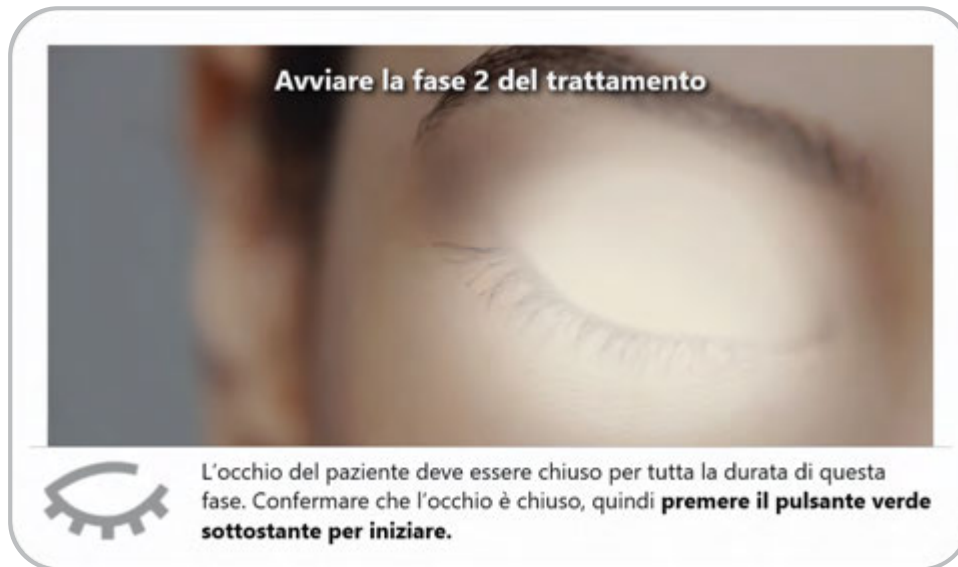 Avviare la fase 2 del trattamento
L'occhio del paziente deve essere chiuso per tutta la durata di questa
fase. Confermare che l'occhio è chiuso, quindi premere il pulsante verde
sottostante per iniziare.